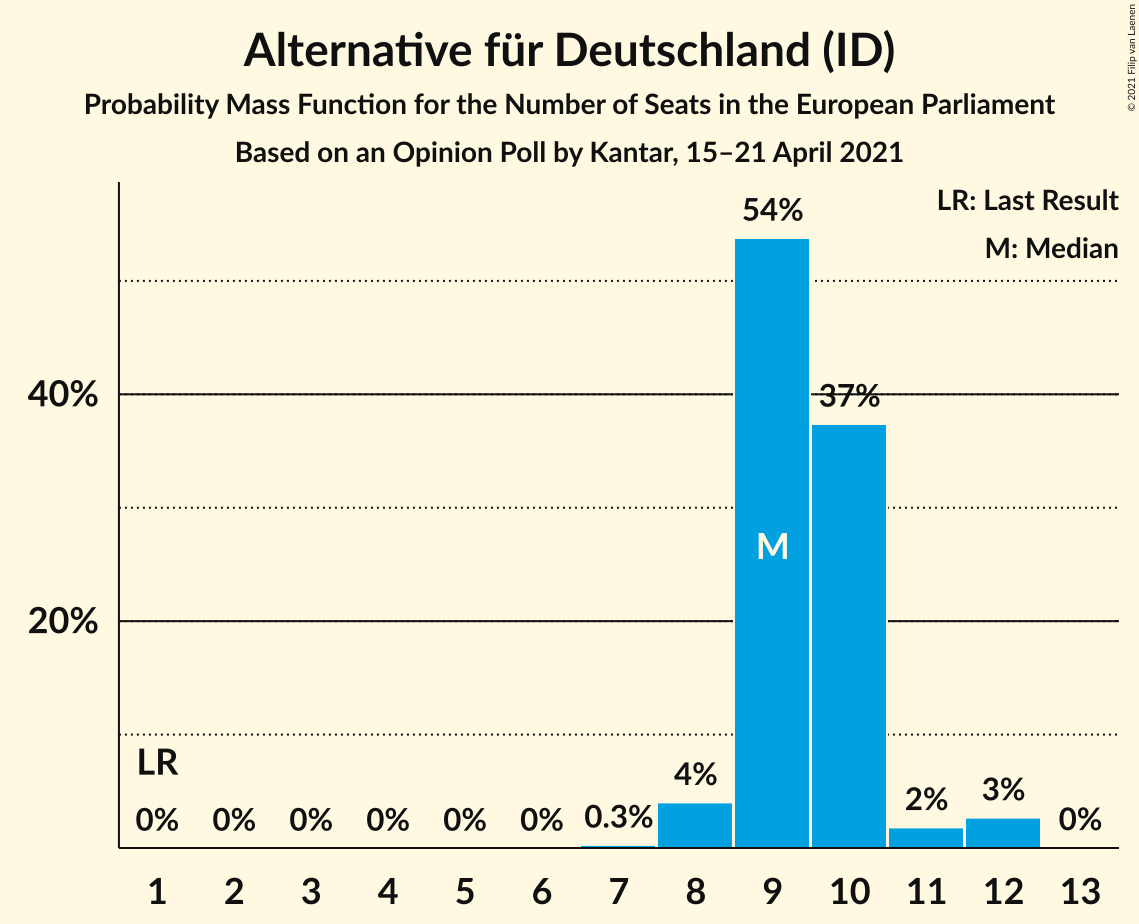 Alternative für Deutschland (ID)
Probability Mass Function for the Number of Seats in the European Parliament
Based on an Opinion Poll by Kantar, 15–21 April 2021
© 2021 Filip van Laenen
LR: Last Result
M: Median
54%
40%
37%
M
20%
LR
0% 0% 0% 0% 0% 0% 0.3% 4% 2% 3% 0%
1 2 3 4 5 6 7 8 9 10 11 12 13